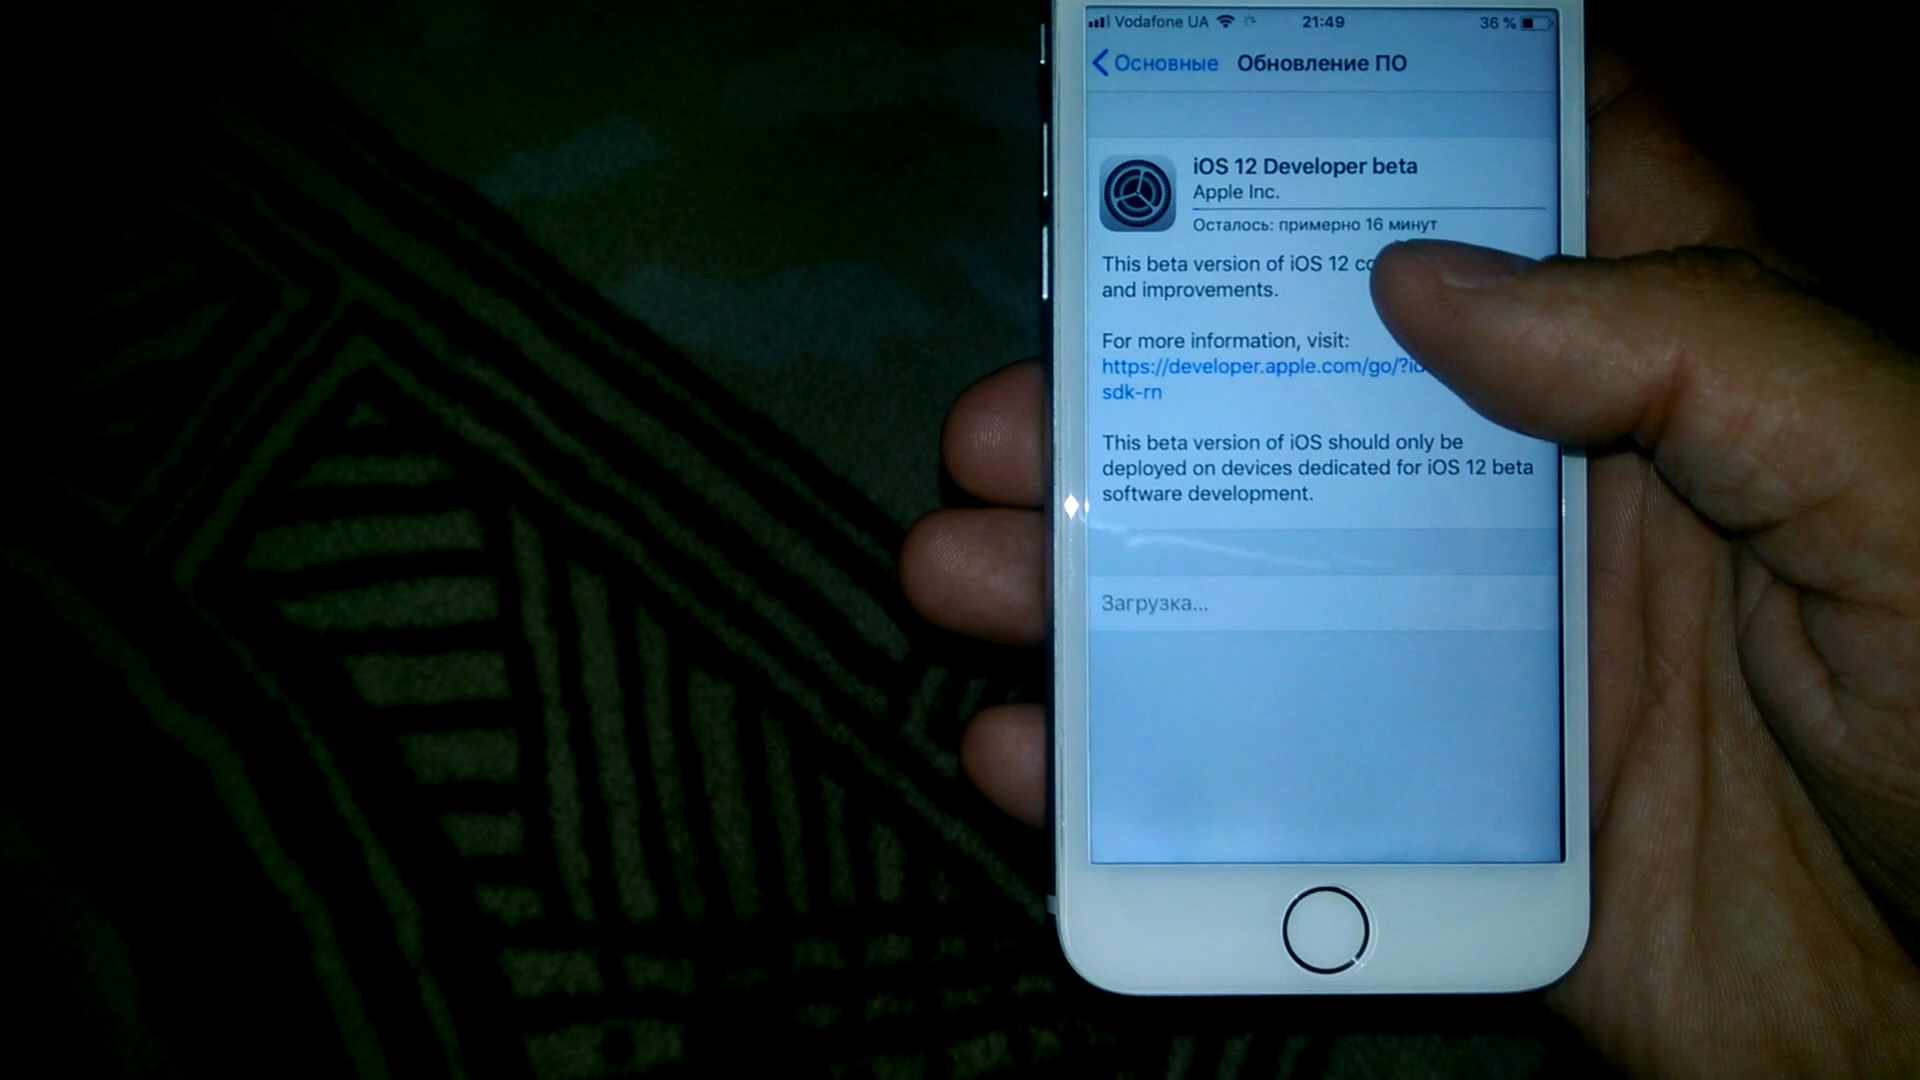 Vodafone UA 21:49 36 %
Основные Обновление ПО
iOS 12 Developer beta
Apple Inc.
Осталось: примерно 16 минут
This beta version of iOS 12
and improvements.
For more information, visit:
https://developer.apple.com/go/?
sdk-rn
This beta version of iOS should only be
deployed on devices dedicated for iOS 12 beta
software development.
Загрузка...